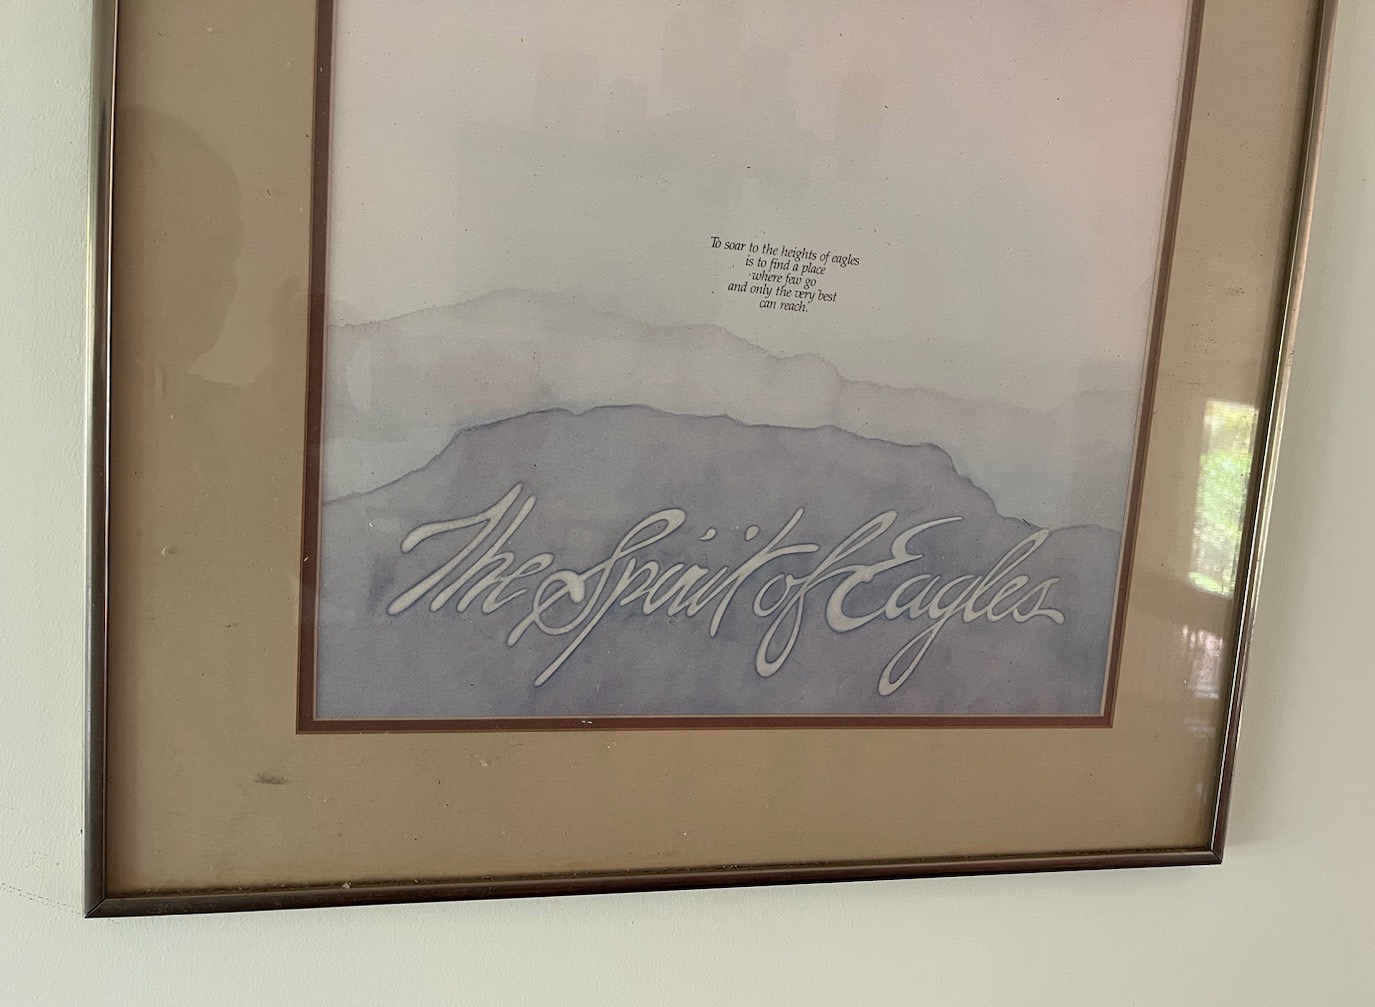 To soar to the heights of eagles
is to find a place
where few go
and only the very best
can reach.
The Spirit of Eagles